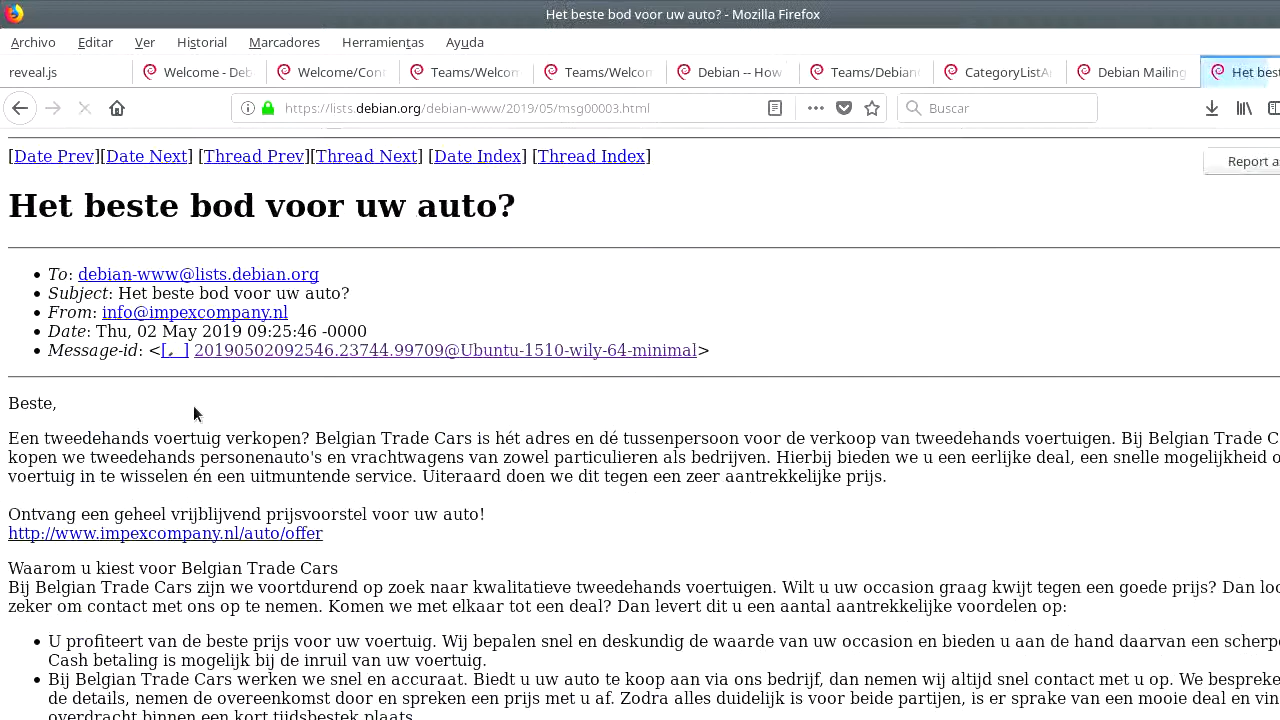 Het beste bod voor uw auto? - Mozilla Firefox
Archivo Editar Ver Historial Marcadores Herramientas Ayuda
reveal.js Welcome - Deb Welcome/Cont Teams/Welcom Teams/Welcom Debian -- How Teams/Debian CategoryListA Debian Mailing Het bes
https://lists.debian.org/debian-www/2019/05/msg00003.html Buscar
[Date Prev][Date Next] [Thread Prev][Thread Next] [Date Index] [Thread Index]
Report a
Het beste bod voor uw auto?
To: debian-www@lists.debian.org
Subject: Het beste bod voor uw auto?
From: info@impexcompany.nl
Date: Thu, 02 May 2019 09:25:46 -0000
Message-id: <[, ] 20190502092546.23744.99709@Ubuntu-1510-wily-64-minimal>
Beste,
Een tweedehands voertuig verkopen? Belgian Trade Cars is hét adres en dé tussenpersoon voor de verkoop van tweedehands voertuigen. Bij Belgian Trade C
kopen we tweedehands personenauto's en vrachtwagens van zowel particulieren als bedrijven. Hierbij bieden we u een eerlijke deal, een snelle mogelijkheid o
voertuig in te wisselen én een uitmuntende service. Uiteraard doen we dit tegen een zeer aantrekkelijke prijs.
Ontvang een geheel vrijblijvend prijsvoorstel voor uw auto!
http://www.impexcompany.nl/auto/offer
Waarom u kiest voor Belgian Trade Cars
Bij Belgian Trade Cars zijn we voortdurend op zoek naar kwalitatieve tweedehands voertuigen. Wilt u uw occasion graag kwijt tegen een goede prijs? Dan loo
zeker om contact met ons op te nemen. Komen we met elkaar tot een deal? Dan levert dit u een aantal aantrekkelijke voordelen op:
U profiteert van de beste prijs voor uw voertuig. Wij bepalen snel en deskundig de waarde van uw occasion en bieden u aan de hand daarvan een scherpe
Cash betaling is mogelijk bij de inruil van uw voertuig.
Bij Belgian Trade Cars werken we snel en accuraat. Biedt u uw auto te koop aan via ons bedrijf, dan nemen wij altijd snel contact met u op. We bespreke
de details, nemen de overeenkomst door en spreken een prijs met u af. Zodra alles duidelijk is voor beide partijen, is er sprake van een mooie deal en vin
overdracht binnen een kort tijdsbestek plaats.